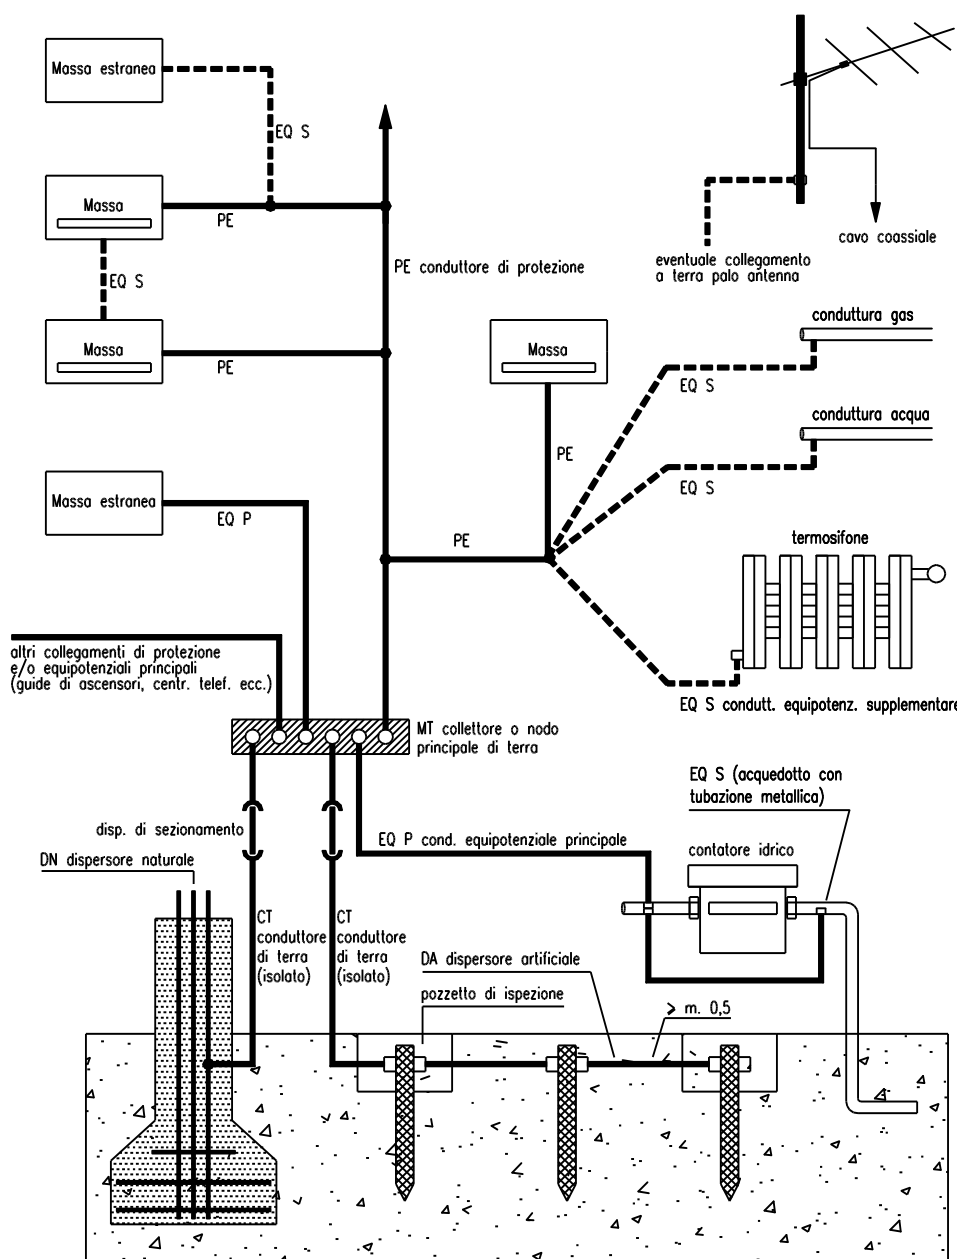 Massa estranea
EQ S
Massa
PE
cavo coassiale
eventuale collegamento
a terra palo antenna
PE conduttore di protezione
EQ S
conduttura gas
Massa
PE
Massa
EQ S
conduttura acqua
PE
EQ S
Massa estranea
EQ P
PE
termosifone
altri collegamenti di protezione
e/o equipotenziali principali
(guide di ascensori, centr. telef. ecc.)
EQ S condutt. equipotenz. supplementare
MT collettore o nodo
principale di terra
EQ S (acquedotto con
tubazione metallica)
disp. di sezionamento
EQ P cond. equipotenziale principale
contatore idrico
DN dispersore naturale
CT
conduttore
di terra
(isolato)
CT
conduttore
di terra
(isolato)
DA dispersore artificiale
pozzetto di ispezione
> m. 0,5